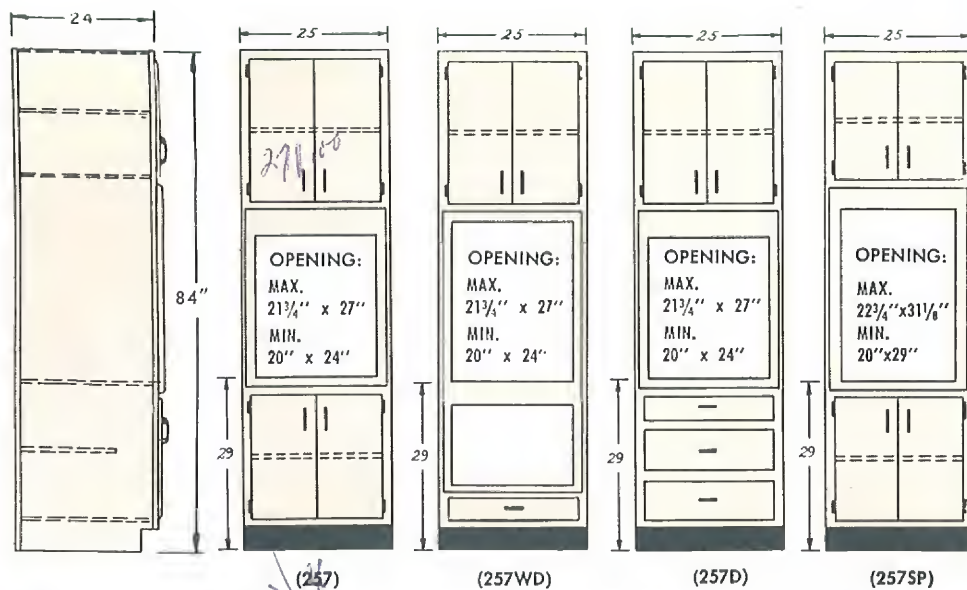 24
25
25
25
25
84"
OPENING:
MAX.
21¾" x 27"
MIN.
20" x 24"
OPENING:
MAX.
21¾" x 27"
MIN.
20" x 24"
OPENING:
MAX.
21¾" x 27"
MIN.
20" x 24"
OPENING:
MAX.
22¾"x31⅛"
MIN.
20"x29"
29
29
29
29
(257)
(257WD)
(257D)
(257SP)